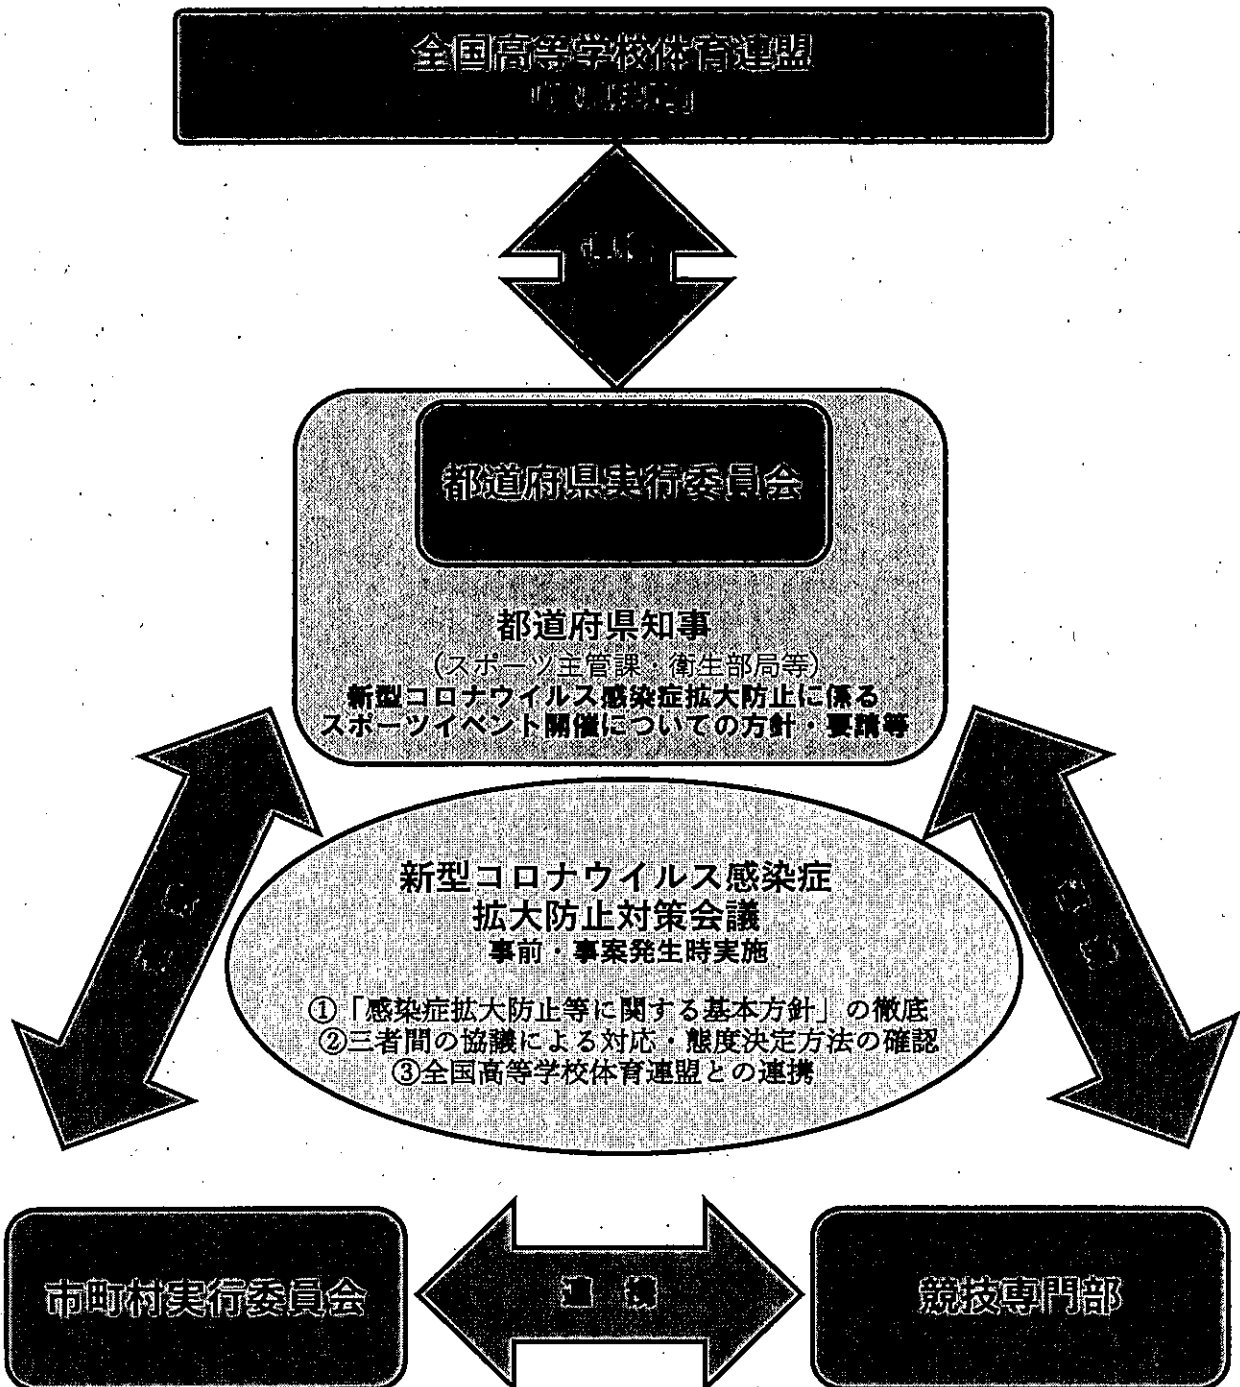 全国高等学校体育連盟
都道府県実行委員会
都道府県知事
(スポーツ主管課・衛生部局等)
新型コロナウイルス感染症拡大防止に係る
スポーツイベント開催についての方針・要請等
新型コロナウイルス感染症
拡大防止対策会議
事前・事案発生時実施
①「感染症拡大防止等に関する基本方針」の徹底
②三者間の協議による対応・態度決定方法の確認
③全国高等学校体育連盟との連携
市町村実行委員会
連携
競技専門部